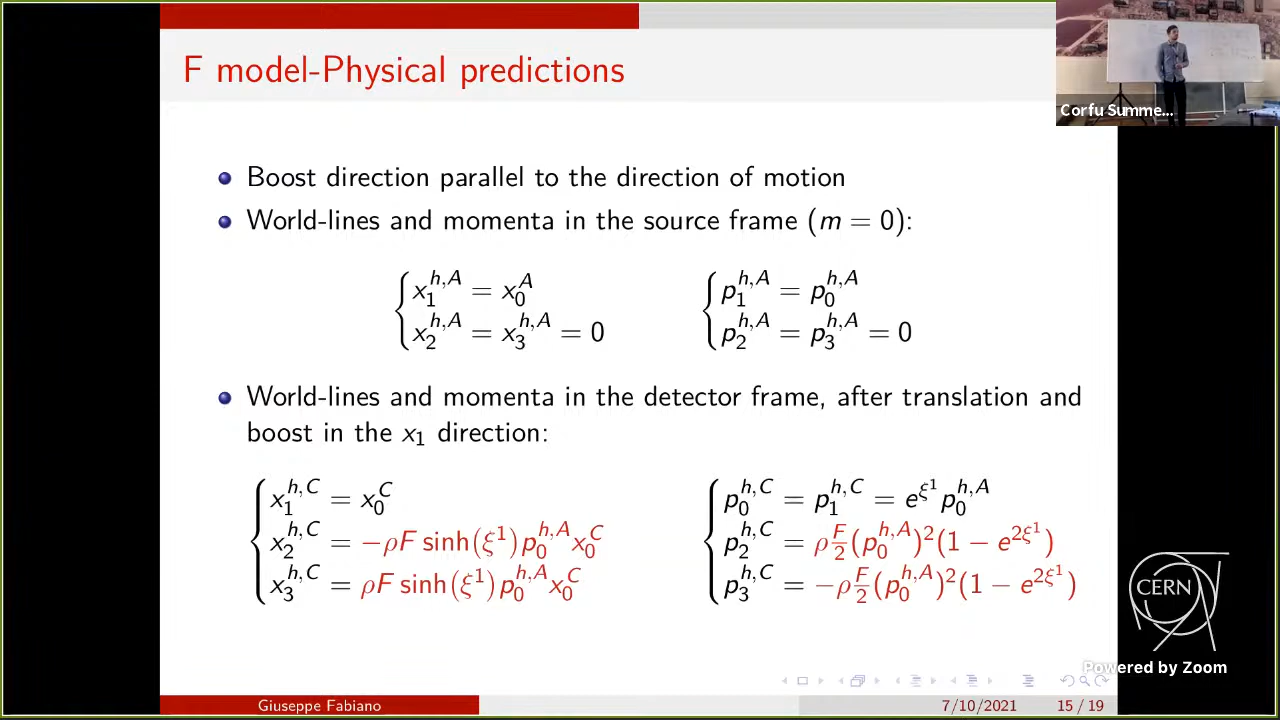 F model-Physical predictions
Corfu Summe...
Boost direction parallel to the direction of motion
World-lines and momenta in the source frame (m = 0):
x₁^{h,A} = x₀^A
x₂^{h,A} = x₃^{h,A} = 0
p₁^{h,A} = p₀^{h,A}
p₂^{h,A} = p₃^{h,A} = 0
World-lines and momenta in the detector frame, after translation and
boost in the x₁ direction:
x₁^{h,C} = x₀^C
x₂^{h,C} = −ρF sinh(ξ¹)p₀^{h,A}x₀^C
x₃^{h,C} = ρF sinh(ξ¹)p₀^{h,A}x₀^C
p₀^{h,C} = p₁^{h,C} = e^{ξ¹}p₀^{h,A}
p₂^{h,C} = ρ F/2 (p₀^{h,A})²(1 − e^{2ξ¹})
p₃^{h,C} = −ρ F/2 (p₀^{h,A})²(1 − e^{2ξ¹})
CERN
Powered by Zoom
Giuseppe Fabiano
7/10/2021
15 / 19